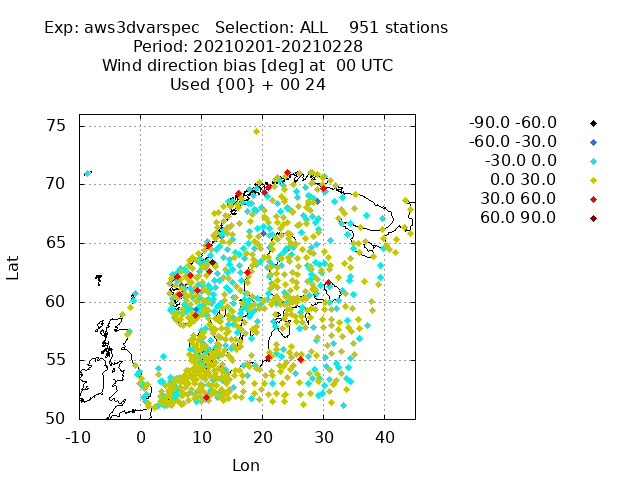 Exp: aws3dvarspec   Selection: ALL    951 stations
Period: 20210201-20210228
Wind direction bias [deg] at  00 UTC
Used {00} + 00 24
-90.0 -60.0
-60.0 -30.0
-30.0 0.0
0.0 30.0
30.0 60.0
60.0 90.0
75
70
65
60
55
50
Lat
-10 0 10 20 30 40
Lon